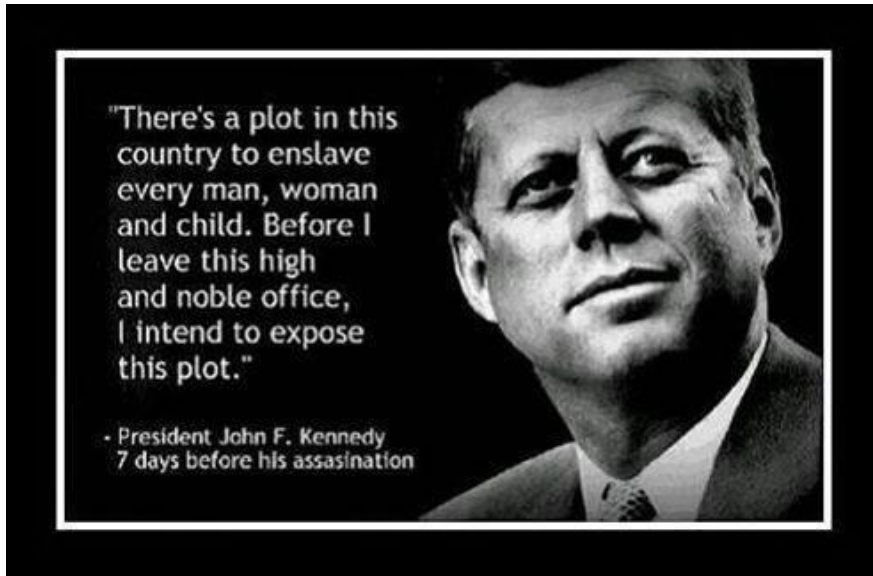 "There's a plot in this
country to enslave
every man, woman
and child. Before I
leave this high
and noble office,
I intend to expose
this plot."
- President John F. Kennedy
7 days before his assasination